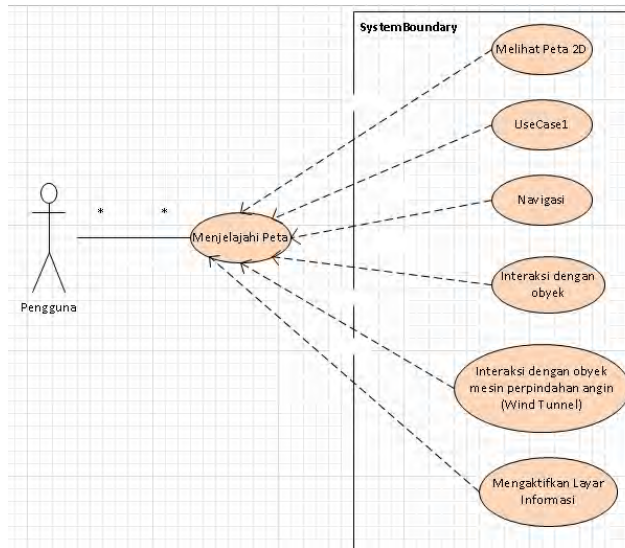 SystemBoundary
Melihat Peta 2D
UseCase1
Navigasi
* *
Menjelajahi Peta
Pengguna
Interaksi dengan
obyek
Interaksi dengan obyek
mesin perpindahan angin
(Wind Tunnel)
Mengaktifkan Layar
Informasi